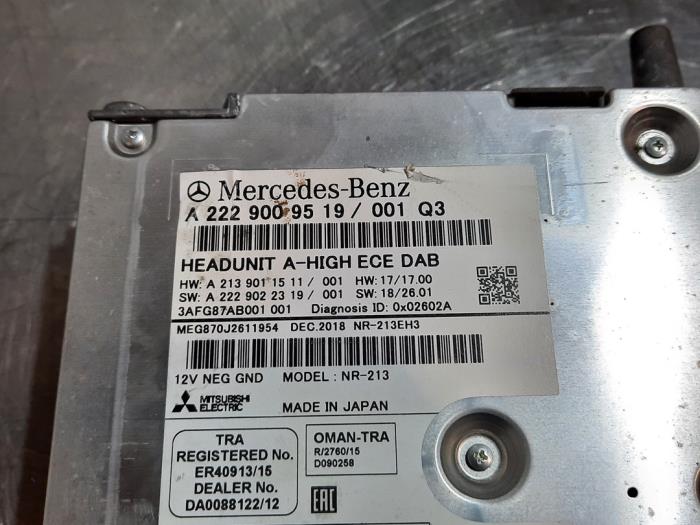 Mercedes-Benz
A 222 900 95 19 / 001 Q3
HEADUNIT A-HIGH ECE DAB
HW: A 213 901 15 11 / 001 HW: 17/17.00
SW: A 222 902 23 19 / 001 SW: 18/26.01
3AFG87AB001 001 Diagnosis ID: 0x02602A
MEG870J2611954 DEC.2018 NR-213EH3
12V NEG GND MODEL : NR-213
MITSUBISHI
ELECTRIC
MADE IN JAPAN
TRA
REGISTERED No.
ER40913/15
DEALER No.
DA0088122/12
OMAN-TRA
R/2760/15
D090258
EAC